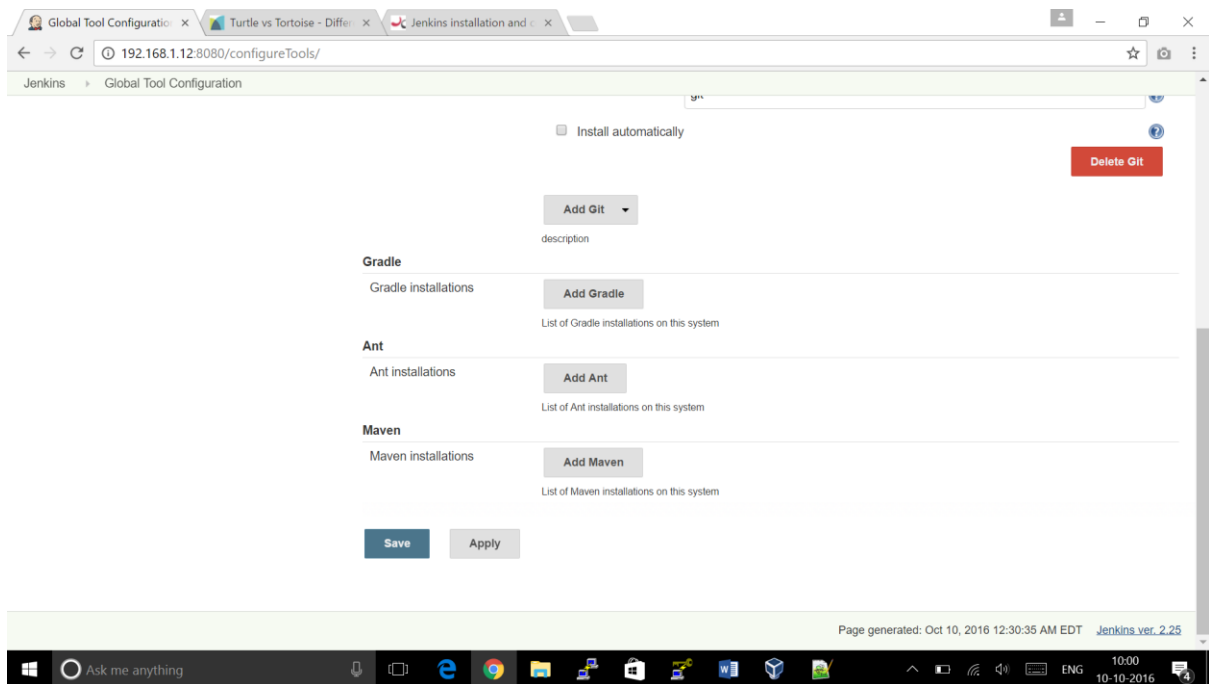 Global Tool Configuratio
Turtle vs Tortoise - Differ
Jenkins installation and c
192.168.1.12:8080/configureTools/
Jenkins Global Tool Configuration
git
Install automatically
Delete Git
Add Git
description
Gradle
Gradle installations
Add Gradle
List of Gradle installations on this system
Ant
Ant installations
Add Ant
List of Ant installations on this system
Maven
Maven installations
Add Maven
List of Maven installations on this system
Save Apply
Page generated: Oct 10, 2016 12:30:35 AM EDT Jenkins ver. 2.25
Ask me anything
ENG
10:00
10-10-2016
4